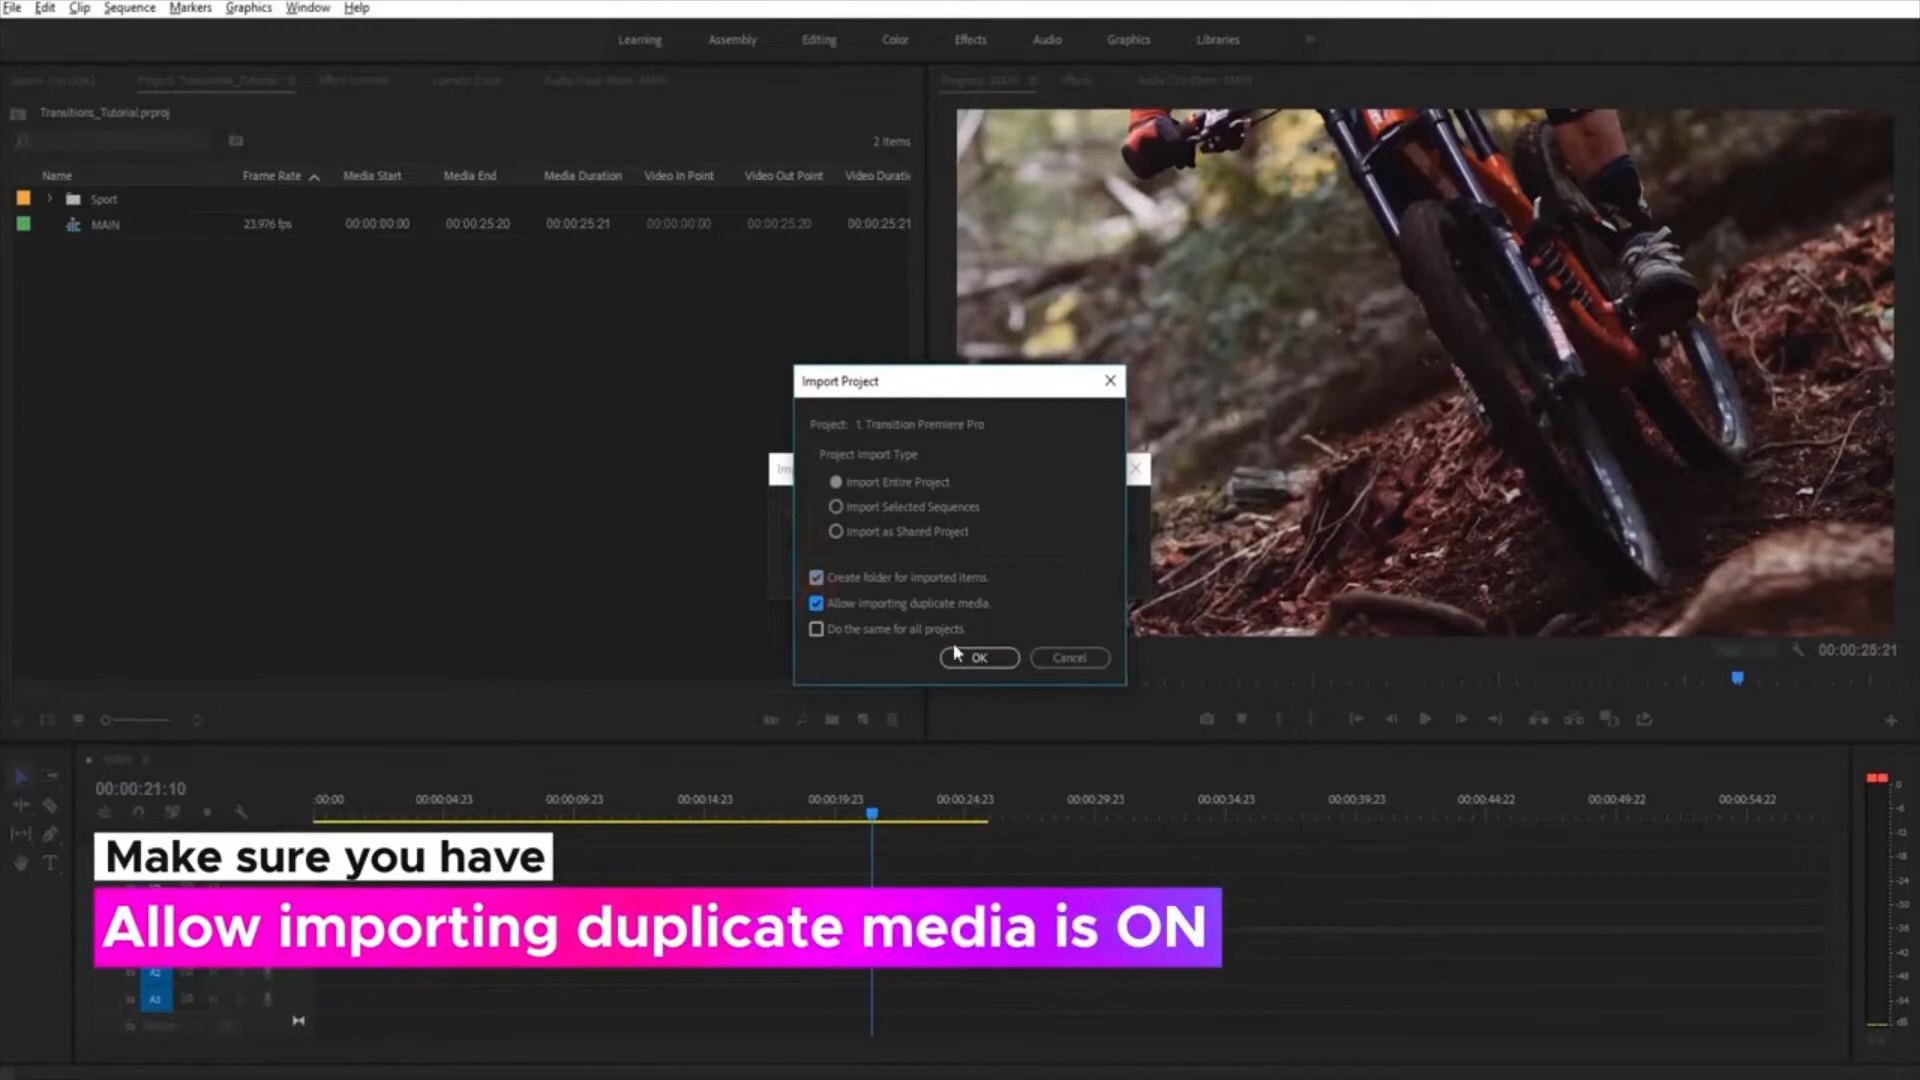 File Edit Clip Sequence Markers Graphics Window Help
Learning Assembly Editing Color Effects Audio Graphics Libraries
Transitions_Tutorial.prproj
2 Items
Name Frame Rate Media Start Media End Media Duration Video In Point Video Out Point Video Durati
Sport
MAIN 23.976 fps 00:00:00:00 00:00:25:20 00:00:25:21 00:00:00:00 00:00:25:20 00:00:25:21
Import Project
Project: 1. Transition Premiere Pro
Project Import Type
Import Entire Project
Import Selected Sequences
Import as Shared Project
Create folder for imported items.
Allow importing duplicate media.
Do the same for all projects.
OK Cancel
00:00:25:21
00:00:21:10
:00:00 00:00:04:23 00:00:09:23 00:00:14:23 00:00:19:23 00:00:24:23 00:00:29:23 00:00:34:23 00:00:39:23 00:00:44:22 00:00:49:22 00:00:54:22
Make sure you have
Allow importing duplicate media is ON
A2
A3